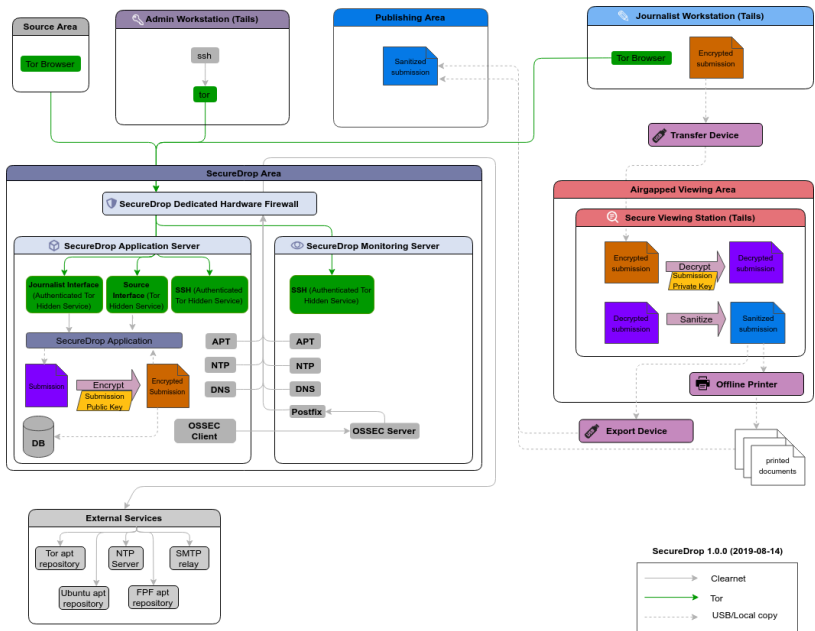 Source Area
Tor Browser
Admin Workstation (Tails)
ssh
tor
Publishing Area
Sanitized
submission
Journalist Workstation (Tails)
Tor Browser
Encrypted
submission
Transfer Device
SecureDrop Area
SecureDrop Dedicated Hardware Firewall
SecureDrop Application Server
Journalist Interface
(Authenticated Tor
Hidden Service)
Source
Interface (Tor
Hidden Service)
SSH (Authenticated
Tor Hidden Service)
SecureDrop Application
Submission
Encrypt
Submission
Public Key
Encrypted
Submission
DB
APT
NTP
DNS
OSSEC
Client
SecureDrop Monitoring Server
SSH (Authenticated Tor
Hidden Service)
APT
NTP
DNS
Postfix
OSSEC Server
Airgapped Viewing Area
Secure Viewing Station (Tails)
Encrypted
submission
Decrypt
Submission
Private Key
Decrypted
submission
Decrypted
submission
Sanitize
Sanitized
submission
Offline Printer
Export Device
printed
documents
External Services
Tor apt
repository
NTP
Server
SMTP
relay
Ubuntu apt
repository
FPF apt
repository
SecureDrop 1.0.0 (2019-08-14)
Clearnet
Tor
USB/Local copy